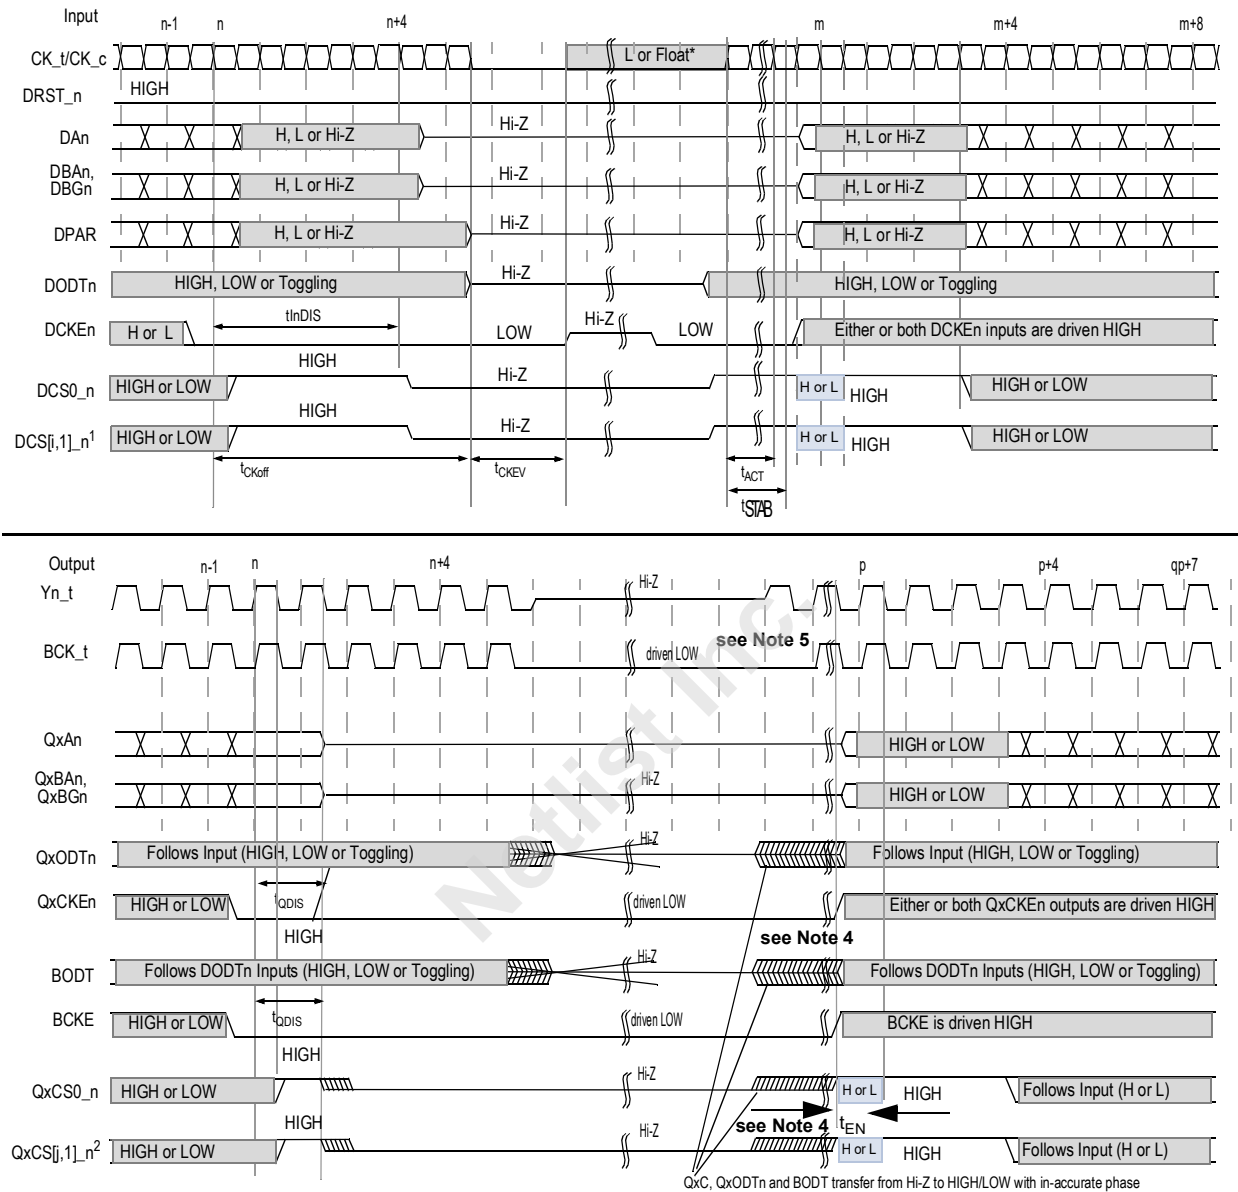 Input n-1 n n+4 m m+4 m+8
CK_t/CK_c L or Float*
DRST_n HIGH
DAn H, L or Hi-Z Hi-Z H, L or Hi-Z
DBAn,
DBGn H, L or Hi-Z Hi-Z H, L or Hi-Z
DPAR H, L or Hi-Z Hi-Z H, L or Hi-Z
DODTn HIGH, LOW or Toggling Hi-Z HIGH, LOW or Toggling
tInDIS
DCKEn H or L LOW Hi-Z LOW Either or both DCKEn inputs are driven HIGH
HIGH
DCS0_n HIGH or LOW Hi-Z H or L HIGH HIGH or LOW
HIGH
DCS[i,1]_n1 HIGH or LOW Hi-Z H or L HIGH HIGH or LOW
tCKoff tCKEV tACT
tSTAB
Output n-1 n n+4 p p+4 qp+7
Yn_t Hi-Z
BCK_t driven LOW see Note 5
QxAn HIGH or LOW
QxBAn,
QxBGn Hi-Z HIGH or LOW
QxODTn Follows Input (HIGH, LOW or Toggling) Hi-Z Follows Input (HIGH, LOW or Toggling)
QxCKEn HIGH or LOW tQDIS driven LOW Either or both QxCKEn outputs are driven HIGH
HIGH see Note 4
BODT Follows DODTn Inputs (HIGH, LOW or Toggling) Hi-Z Follows DODTn Inputs (HIGH, LOW or Toggling)
BCKE HIGH or LOW tQDIS driven LOW BCKE is driven HIGH
HIGH
QxCS0_n HIGH or LOW Hi-Z H or L HIGH Follows Input (H or L)
HIGH see Note 4 tEN
QxCS[j,1]_n2 HIGH or LOW Hi-Z H or L HIGH Follows Input (H or L)
QxC, QxODTn and BODT transfer from Hi-Z to HIGH/LOW with in-accurate phase
Netlist Inc.